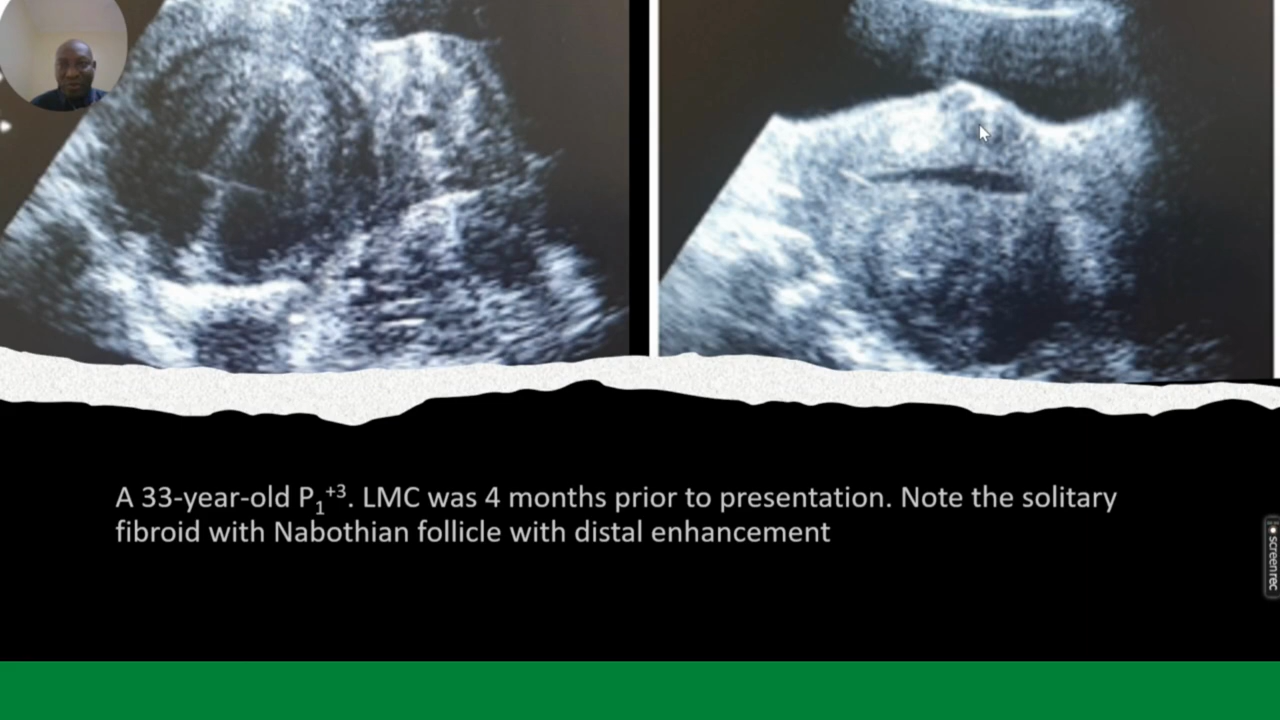 A 33-year-old P₁⁺³. LMC was 4 months prior to presentation. Note the solitary
fibroid with Nabothian follicle with distal enhancement
screenrec